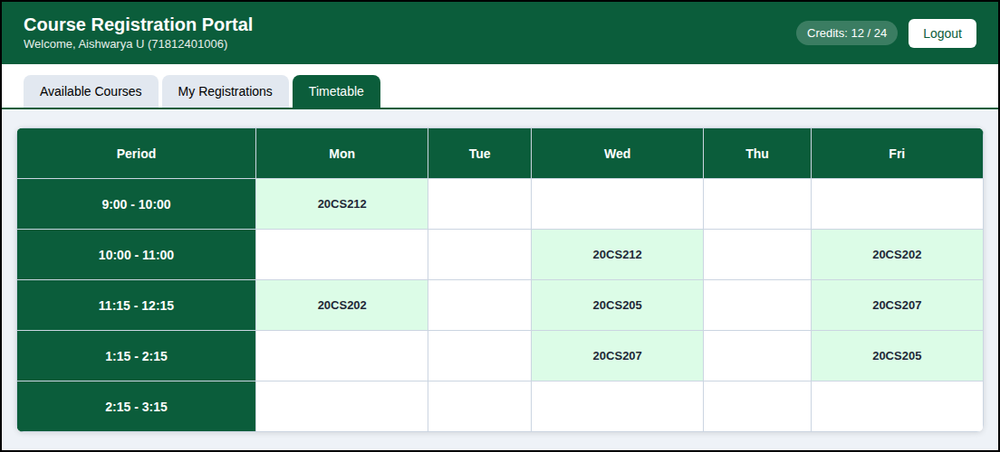 Course Registration Portal
Welcome, Aishwarya U (71812401006)
Credits: 12 / 24
Logout
Available Courses
My Registrations
Timetable
Period Mon Tue Wed Thu Fri
9:00 - 10:00 20CS212
10:00 - 11:00 20CS212 20CS202
11:15 - 12:15 20CS202 20CS205 20CS207
1:15 - 2:15 20CS207 20CS205
2:15 - 3:15